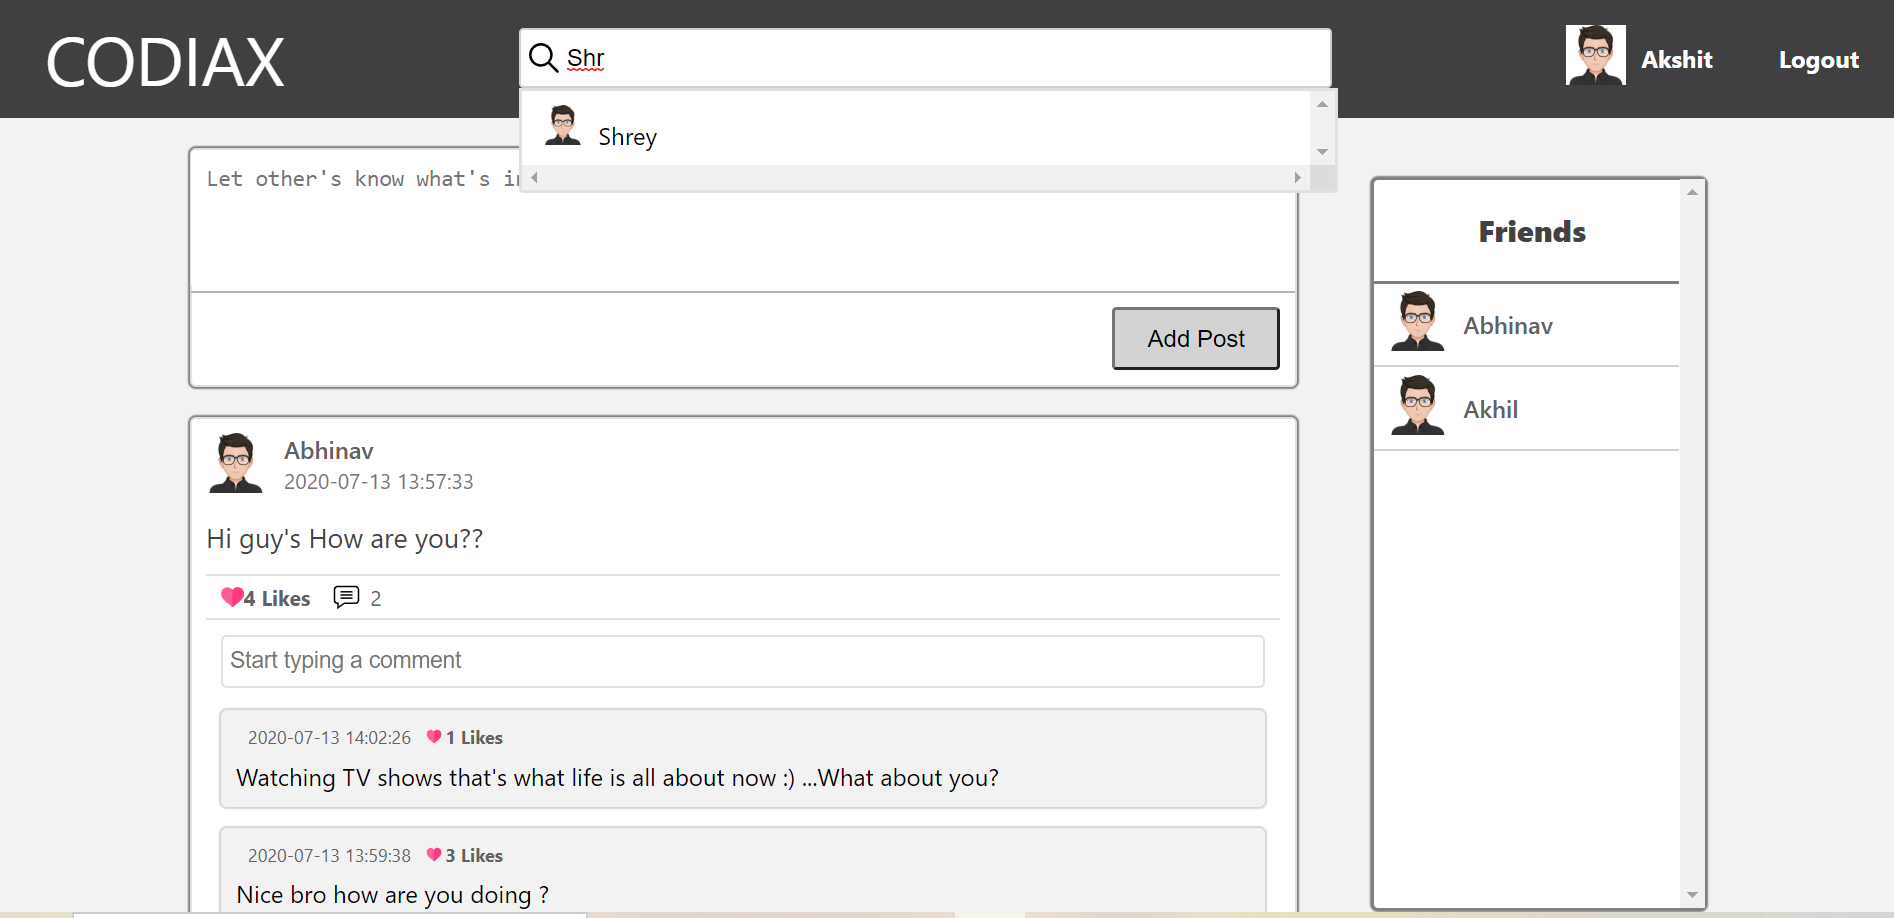 CODIAX
Shr
Akshit
Logout
Shrey
Let other's know what's in
Add Post
Friends
Abhinav
Akhil
Abhinav
2020-07-13 13:57:33
Hi guy's How are you??
4 Likes 2
Start typing a comment
2020-07-13 14:02:26 1 Likes
Watching TV shows that's what life is all about now :) ...What about you?
2020-07-13 13:59:38 3 Likes
Nice bro how are you doing ?